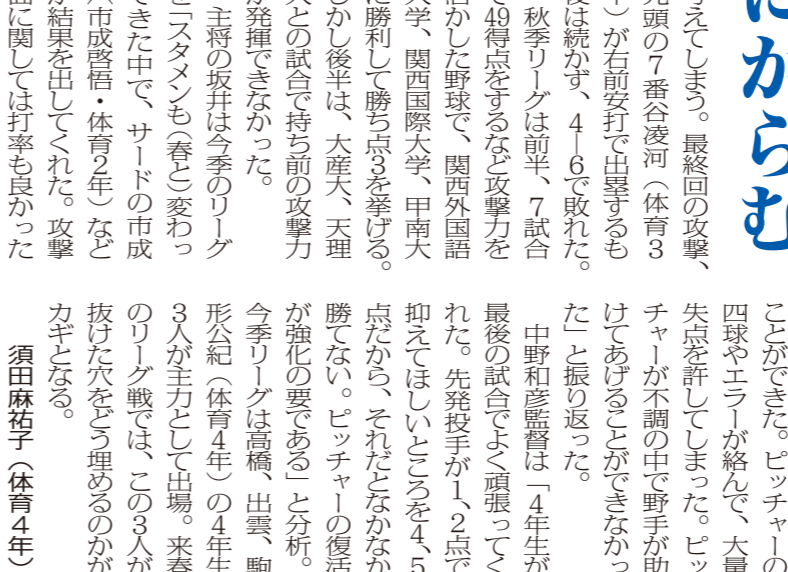 にからむ
考えてしまう。最終回の攻撃、
先頭の7番谷凌河（体育3
年）が右前安打で出塁するも
後は続かず、4―6で敗れた。
秋季リーグは前半、7試合
で49得点をするなど攻撃力を
活かした野球で、関西外国語
大学、関西国際大学、甲南大
に勝利して勝ち点3を挙げる。
しかし後半は、大産大、天理
大との試合で持ち前の攻撃力
が発揮できなかった。
主将の坂井は今季のリーグ
を「スタメンも（春と）変わっ
てきた中で、サードの市成
（市成啓悟・体育2年）など
が結果を出してくれた。攻撃
面に関しては打率も良かった
ことができた。ピッチャーの
四球やエラーが絡んで、大量
失点を許してしまった。ピッ
チャーが不調の中で野手が助
けてあげることができなかっ
た」と振り返った。
中野和彦監督は「4年生が
最後の試合でよく頑張ってく
れた。先発投手が1、2点で
抑えてほしいところを4、5
点だから、それだとなかなか
勝てない。ピッチャーの復活
が強化の要である」と分析。
今季リーグは高橋、出雲、駒
形公紀（体育4年）の4年生
3人が主力として出場。来春
のリーグ戦では、この3人が
抜けた穴をどう埋めるのかが
カギとなる。
須田麻祐子（体育4年）